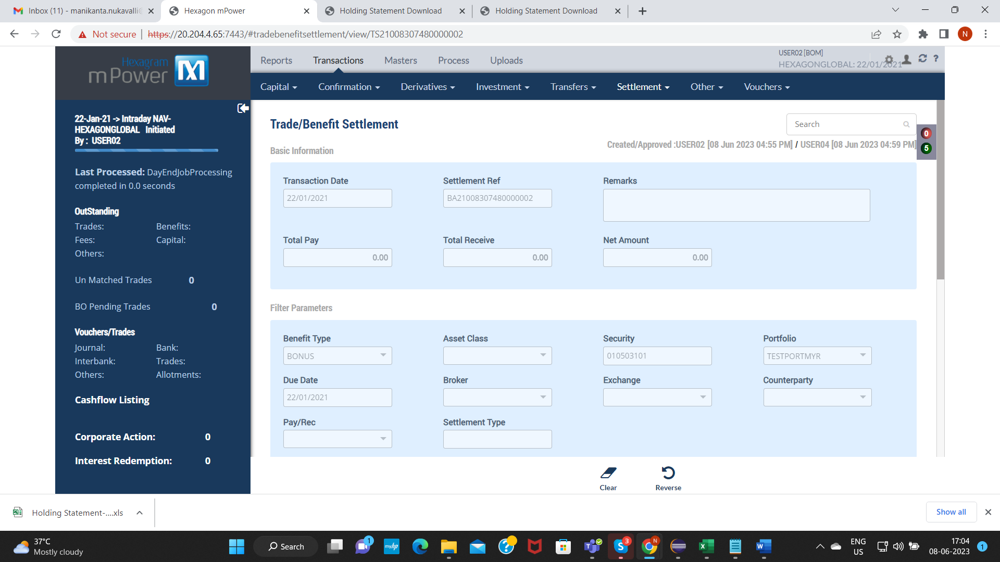 Inbox (11) - manikanta.nukavalli@
Hexagon mPower
Holding Statement Download
Holding Statement Download
Not secure
https://20.204.4.65:7443/#tradebenefitsettlement/view/TS21008307480000002
N
Hexagram
mPower
Reports Transactions Masters Process Uploads
USER02 [BOM]
HEXAGONGLOBAL: 22/01/2021
?
Capital Confirmation Derivatives Investment Transfers Settlement Other Vouchers
22-Jan-21 -> Intraday NAV-
HEXAGONGLOBAL Initiated
By : USER02
Last Processed: DayEndJobProcessing
completed in 0.0 seconds
OutStanding
Trades: Benefits:
Fees: Capital:
Others:
Un Matched Trades 0
BO Pending Trades 0
Vouchers/Trades
Journal: Bank:
Interbank: Trades:
Others: Allotments:
Cashflow Listing
Corporate Action: 0
Interest Redemption: 0
Trade/Benefit Settlement
Search
0
5
Created/Approved :USER02 [08 Jun 2023 04:55 PM] / USER04 [08 Jun 2023 04:59 PM]
Basic Information
Transaction Date Settlement Ref Remarks
22/01/2021 BA21008307480000002
Total Pay Total Receive Net Amount
0.00 0.00 0.00
Filter Parameters
Benefit Type Asset Class Security Portfolio
BONUS 010503101 TESTPORTMYR
Due Date Broker Exchange Counterparty
22/01/2021
Pay/Rec Settlement Type
Clear Reverse
Holding Statement-....xls
Show all
37°C
Mostly cloudy
Search
1
myhp
3
N
ENG
US
17:04
08-06-2023
1